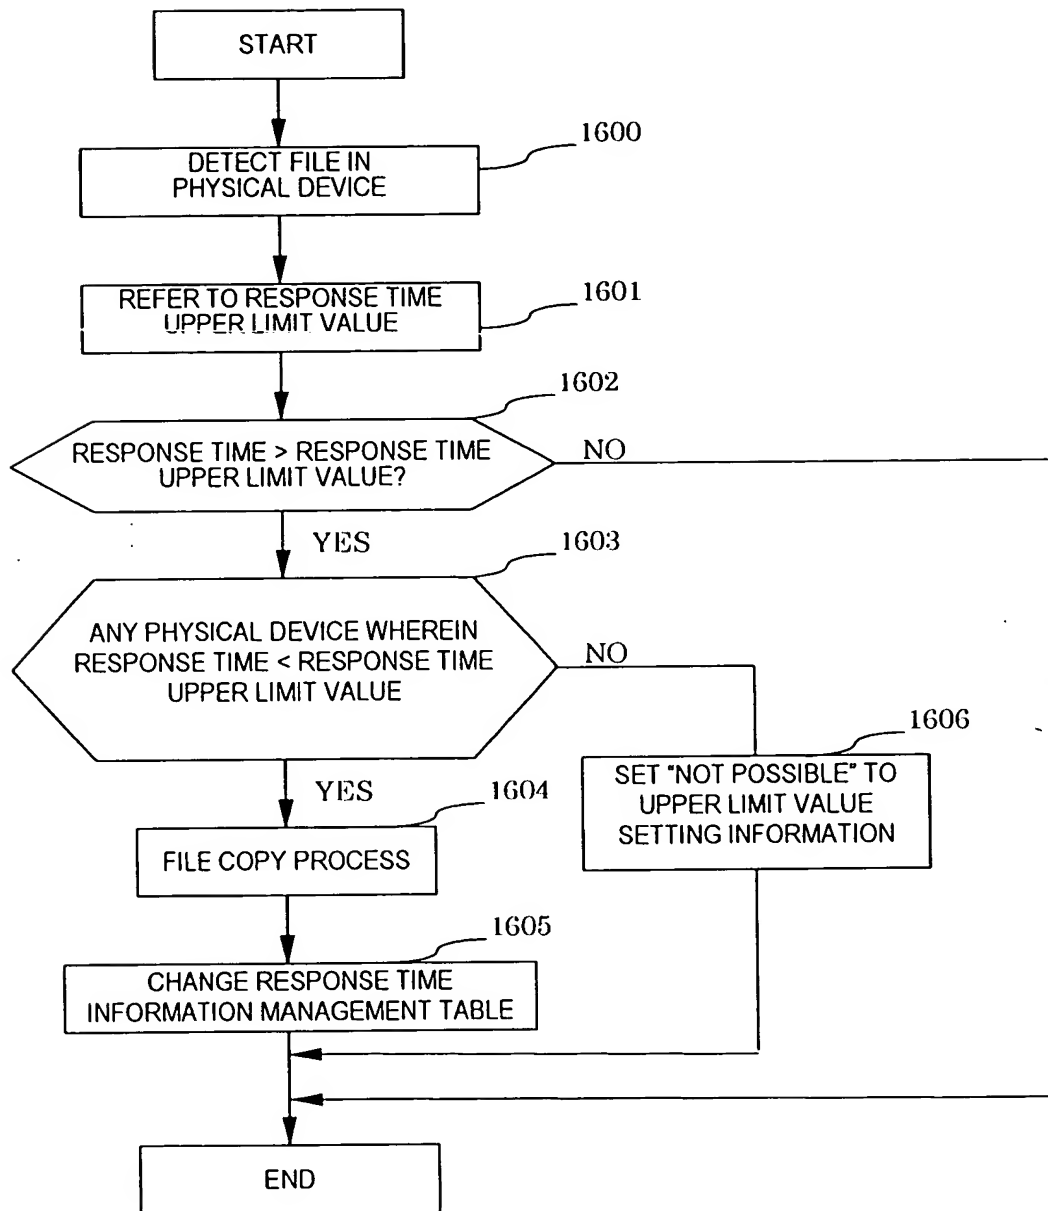 START
1600
DETECT FILE IN
PHYSICAL DEVICE
1601
REFER TO RESPONSE TIME
UPPER LIMIT VALUE
1602
RESPONSE TIME > RESPONSE TIME
UPPER LIMIT VALUE?
NO
YES
1603
ANY PHYSICAL DEVICE WHEREIN
RESPONSE TIME < RESPONSE TIME
UPPER LIMIT VALUE
NO
1606
SET "NOT POSSIBLE" TO
UPPER LIMIT VALUE
SETTING INFORMATION
YES
1604
FILE COPY PROCESS
1605
CHANGE RESPONSE TIME
INFORMATION MANAGEMENT TABLE
END